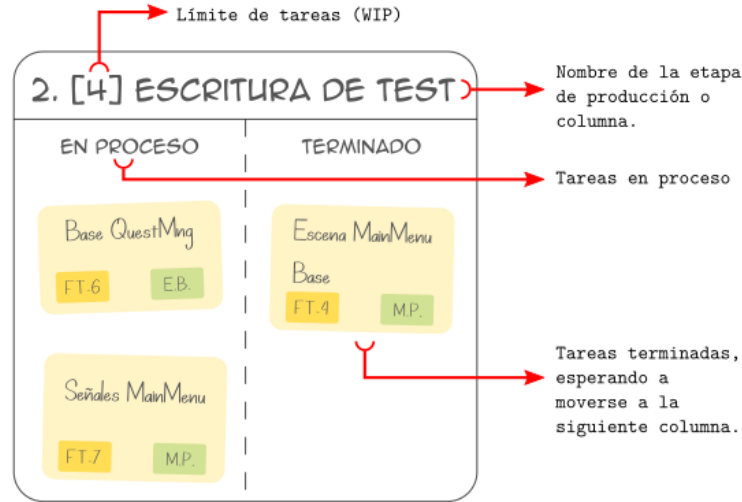 Límite de tareas (WIP)
2. [4] ESCRITURA DE TEST
Nombre de la etapa
de producción o
columna.
EN PROCESO
TERMINADO
Tareas en proceso
Base QuestMng
FT.6
E.B.
Escena MainMenu
Base
FT.4
M.P.
Señales MainMenu
FT.7
M.P.
Tareas terminadas,
esperando a
moverse a la
siguiente columna.